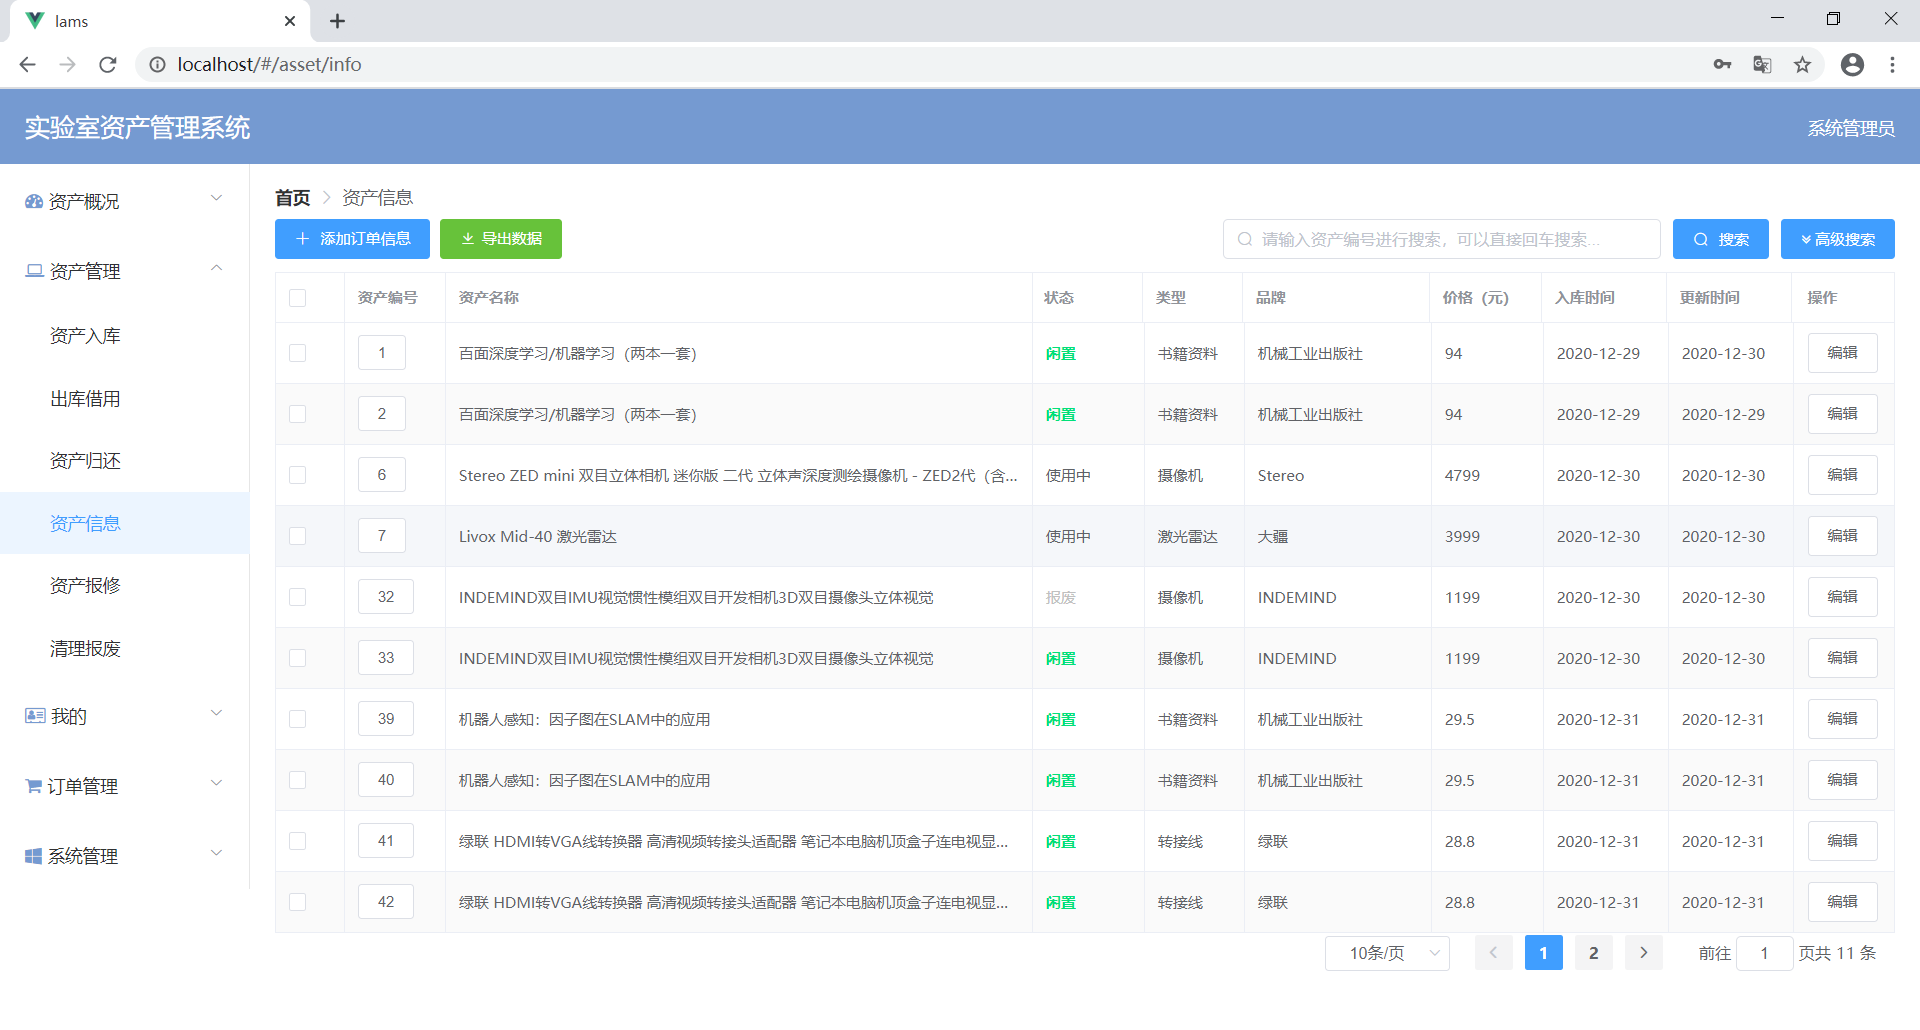 lams
localhost/#/asset/info
实验室资产管理系统
系统管理员
资产概况
资产管理
资产入库
出库借用
资产归还
资产信息
资产报修
清理报废
我的
订单管理
系统管理
首页 资产信息
添加订单信息 导出数据 请输入资产编号进行搜索，可以直接回车搜索... 搜索 高级搜索
资产编号 资产名称 状态 类型 品牌 价格（元） 入库时间 更新时间 操作
1 百面深度学习/机器学习（两本一套） 闲置 书籍资料 机械工业出版社 94 2020-12-29 2020-12-30 编辑
2 百面深度学习/机器学习（两本一套） 闲置 书籍资料 机械工业出版社 94 2020-12-29 2020-12-29 编辑
6 Stereo ZED mini 双目立体相机 迷你版 二代 立体声深度测绘摄像机 - ZED2代（含... 使用中 摄像机 Stereo 4799 2020-12-30 2020-12-30 编辑
7 Livox Mid-40 激光雷达 使用中 激光雷达 大疆 3999 2020-12-30 2020-12-30 编辑
32 INDEMIND双目IMU视觉惯性模组双目开发相机3D双目摄像头立体视觉 报废 摄像机 INDEMIND 1199 2020-12-30 2020-12-30 编辑
33 INDEMIND双目IMU视觉惯性模组双目开发相机3D双目摄像头立体视觉 闲置 摄像机 INDEMIND 1199 2020-12-30 2020-12-30 编辑
39 机器人感知：因子图在SLAM中的应用 闲置 书籍资料 机械工业出版社 29.5 2020-12-31 2020-12-31 编辑
40 机器人感知：因子图在SLAM中的应用 闲置 书籍资料 机械工业出版社 29.5 2020-12-31 2020-12-31 编辑
41 绿联 HDMI转VGA线转换器 高清视频转接头适配器 笔记本电脑机顶盒子连电视显... 闲置 转接线 绿联 28.8 2020-12-31 2020-12-31 编辑
42 绿联 HDMI转VGA线转换器 高清视频转接头适配器 笔记本电脑机顶盒子连电视显... 闲置 转接线 绿联 28.8 2020-12-31 2020-12-31 编辑
10条/页 1 2 前往 1 页共 11 条